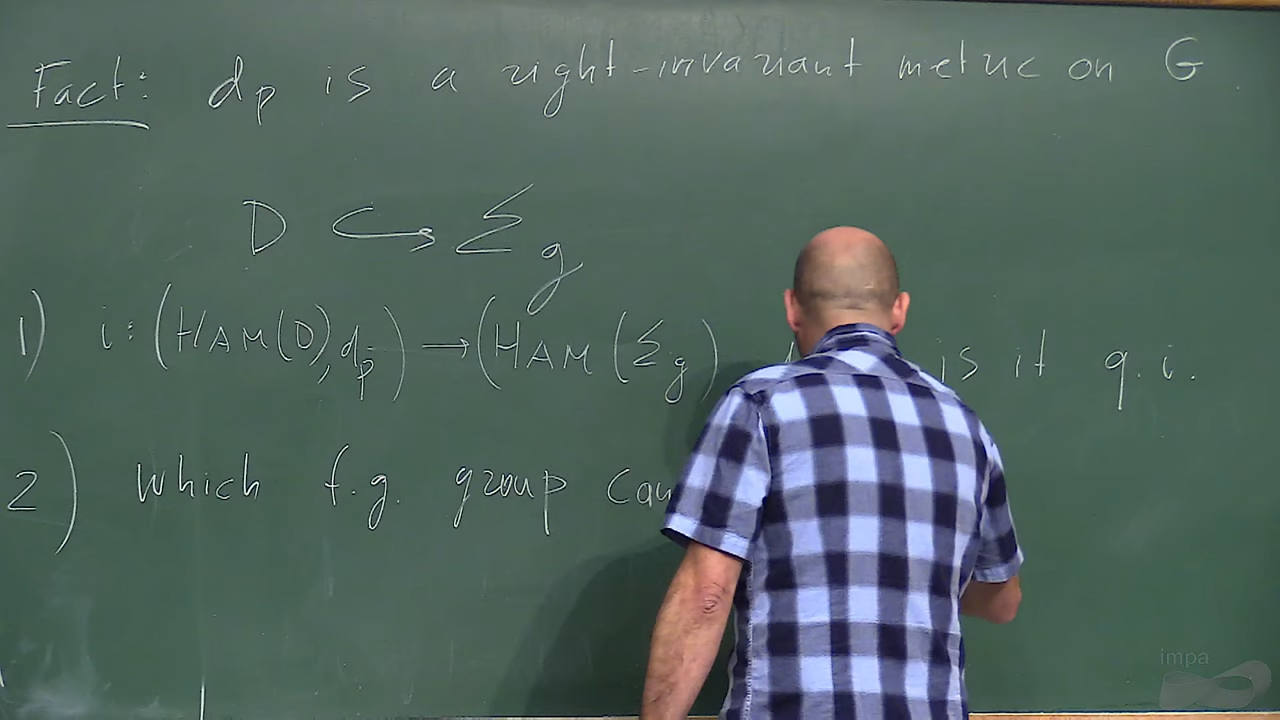 Fact: dp is a right-invariant metric on G.
D ↪ Σg
1) i: (HAM(D), dp) → (HAM(Σg) is it q.i.
2) Which f.g. group can
impa